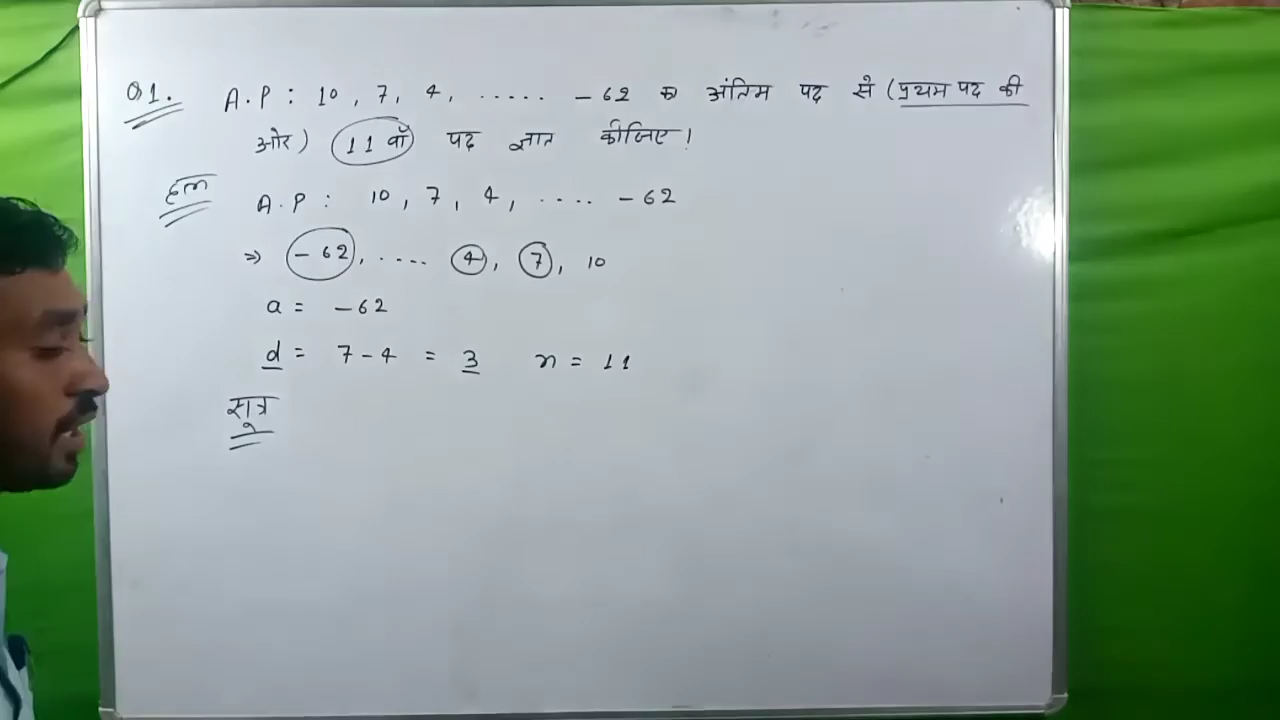 Q1. A.P : 10 , 7 , 4 , ..... - 62 का अंतिम पद से (प्रथम पद की
ओर) 11 वाँ पद ज्ञात कीजिए।
हल A.P : 10 , 7 , 4 , .... - 62
⇒ - 62 , .... 4 , 7 , 10
a = - 62
d = 7 - 4 = 3 n = 11
सूत्र